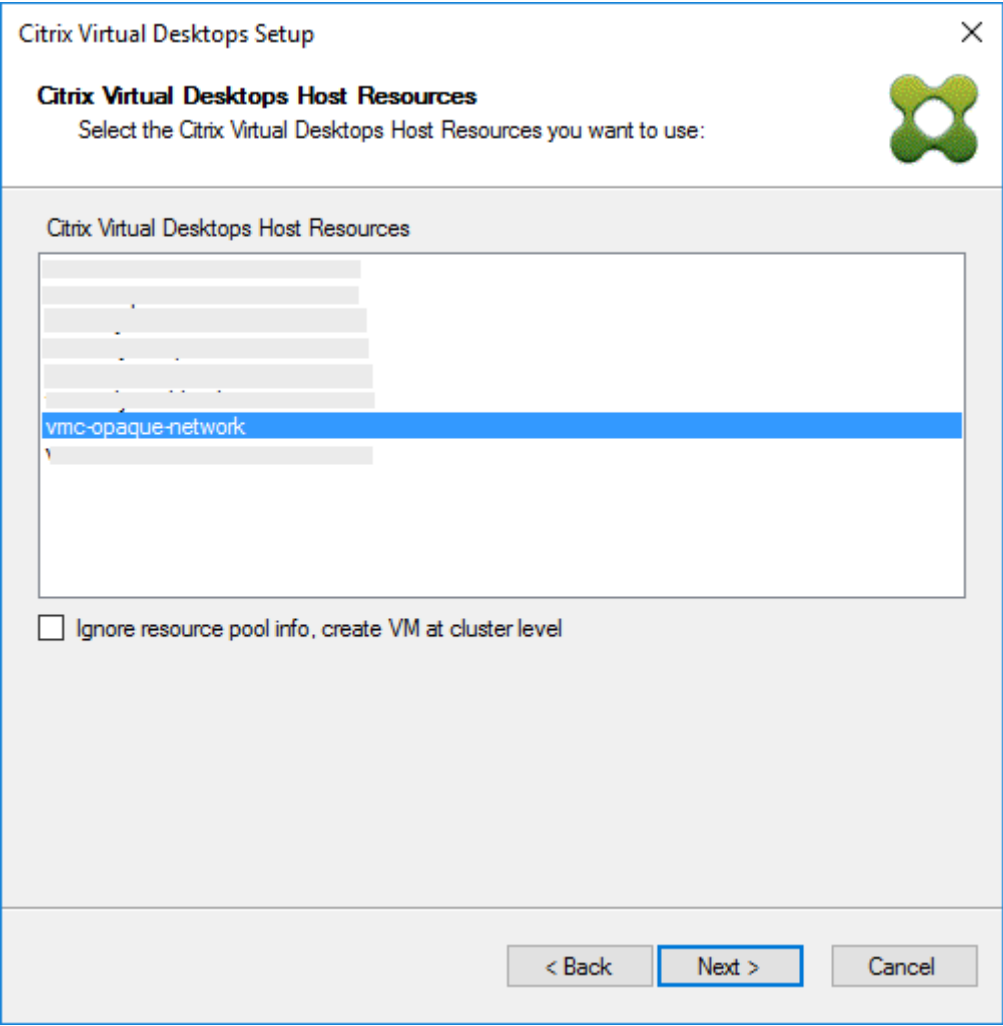 Citrix Virtual Desktops Setup
Citrix Virtual Desktops Host Resources
Select the Citrix Virtual Desktops Host Resources you want to use:
Citrix Virtual Desktops Host Resources
vmc-opaque-network
Ignore resource pool info, create VM at cluster level
< Back
Next >
Cancel